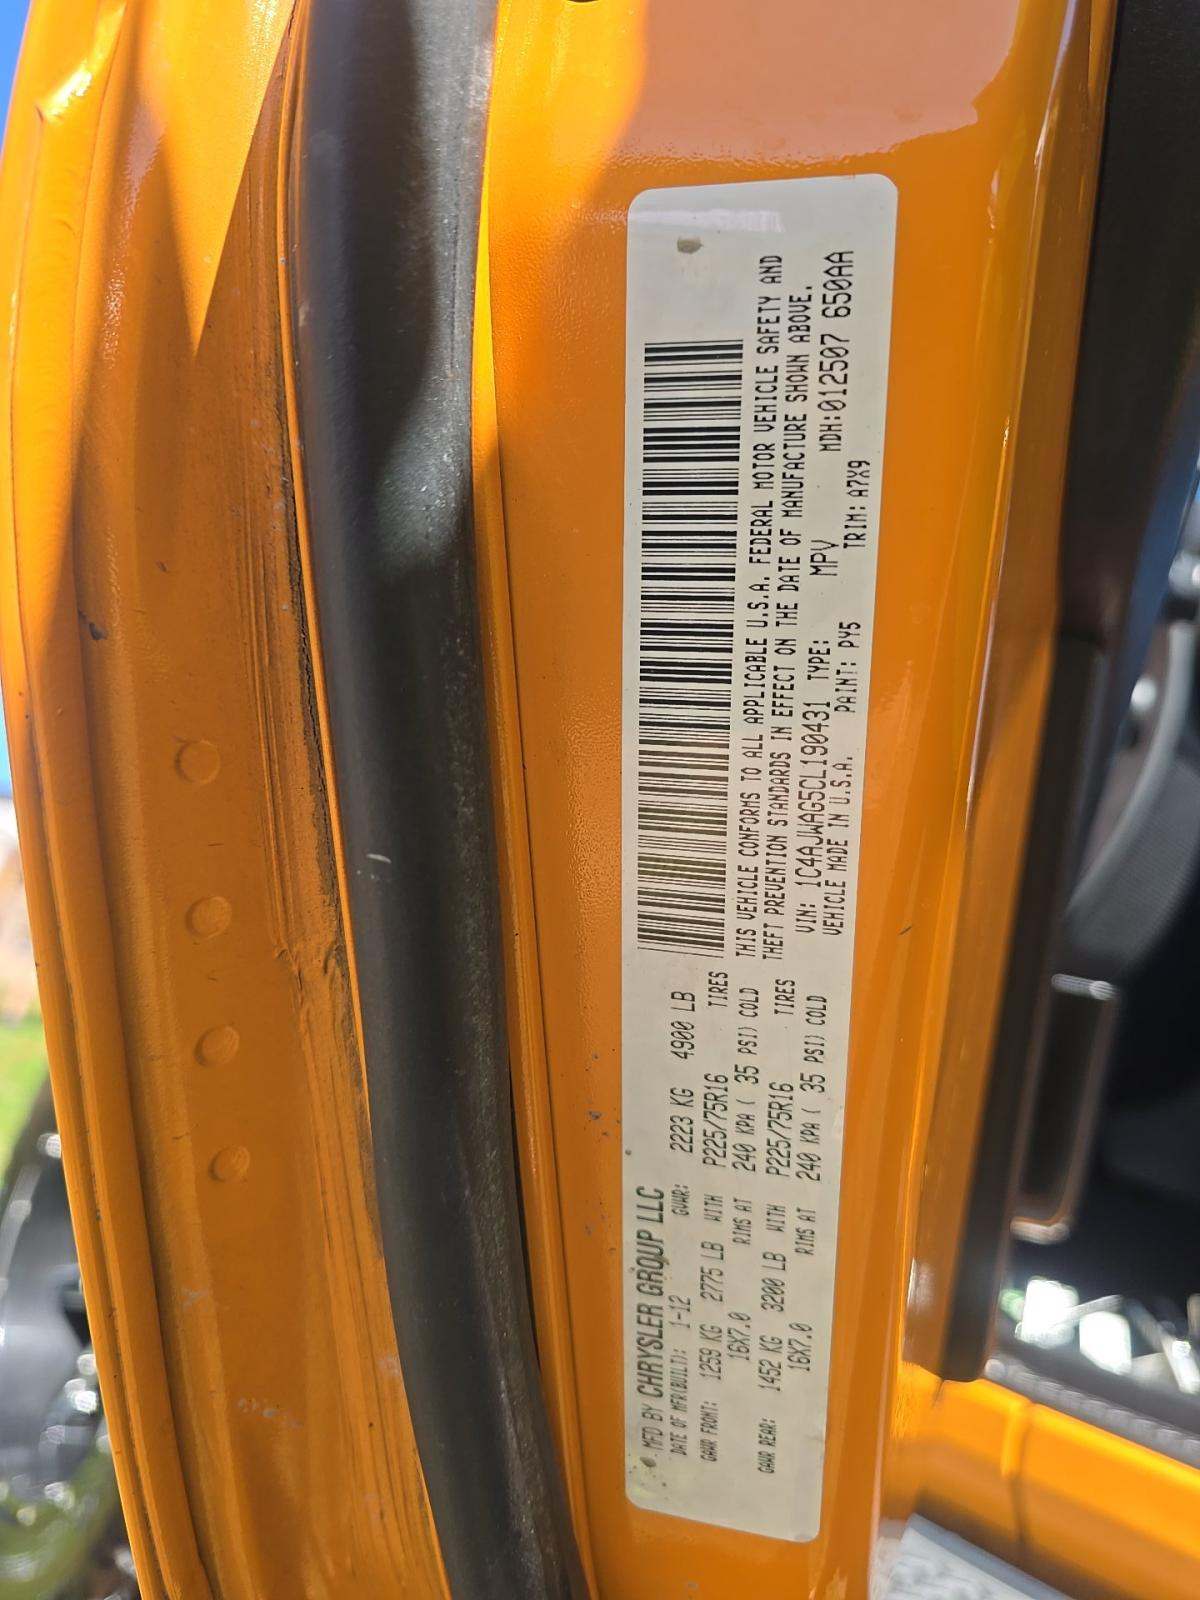 MFD BY CHRYSLER GROUP LLC
DATE OF MFR(BUILT): 1-12 GVWR: 2223 KG 4900 LB
GAWR FRONT: 1259 KG 2775 LB WITH P225/75R16 TIRES
16X7.0 RIMS AT 240 KPA ( 35 PSI) COLD
GAWR REAR: 1452 KG 3200 LB WITH P225/75R16 TIRES
16X7.0 RIMS AT 240 KPA ( 35 PSI) COLD
THIS VEHICLE CONFORMS TO ALL APPLICABLE U.S.A. FEDERAL MOTOR VEHICLE SAFETY AND
THEFT PREVENTION STANDARDS IN EFFECT ON THE DATE OF MANUFACTURE SHOWN ABOVE.
VIN: 1C4AJWAG5CL190431 TYPE: MPV MDH:012507 650AA
VEHICLE MADE IN U.S.A. PAINT: PY5 TRIM: A7X9